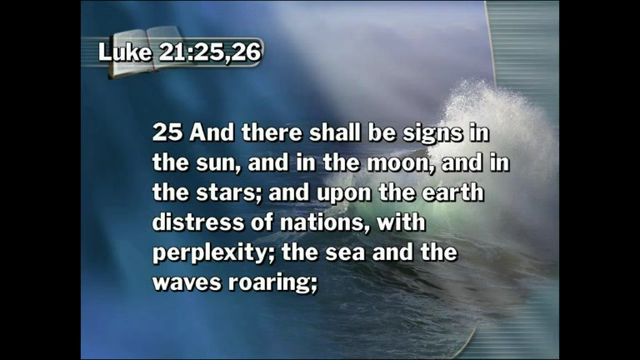 Luke 21:25,26
25 And there shall be signs in
the sun, and in the moon, and in
the stars; and upon the earth
distress of nations, with
perplexity; the sea and the
waves roaring;